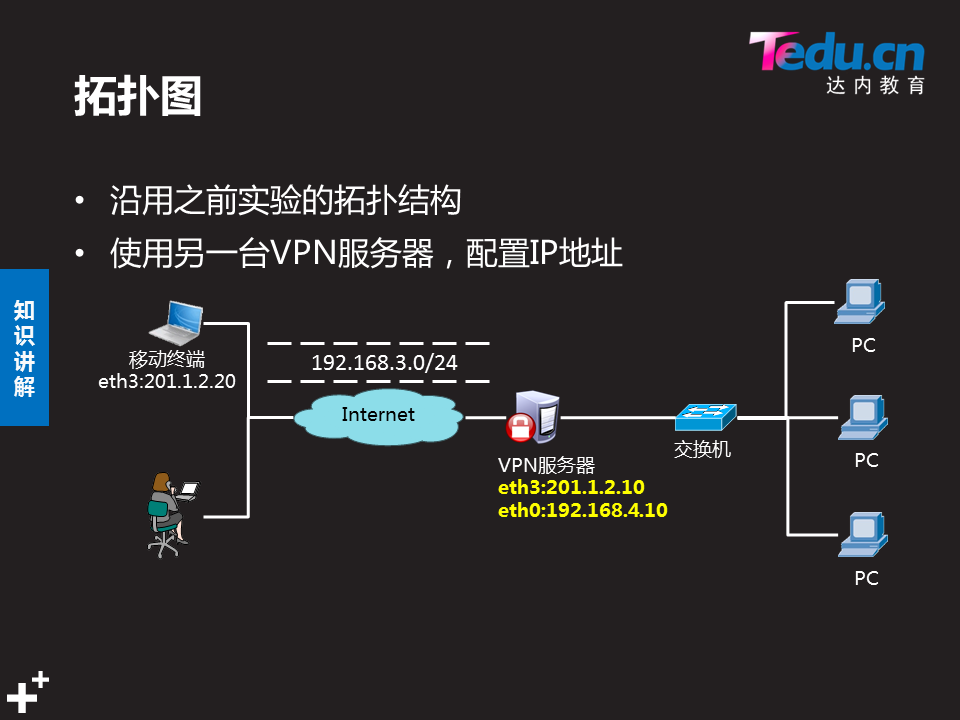 Tedu.cn
达内教育
拓扑图
• 沿用之前实验的拓扑结构
• 使用另一台VPN服务器，配置IP地址
知识讲解
移动终端
eth3:201.1.2.20
192.168.3.0/24
Internet
VPN服务器
eth3:201.1.2.10
eth0:192.168.4.10
交换机
PC
PC
PC